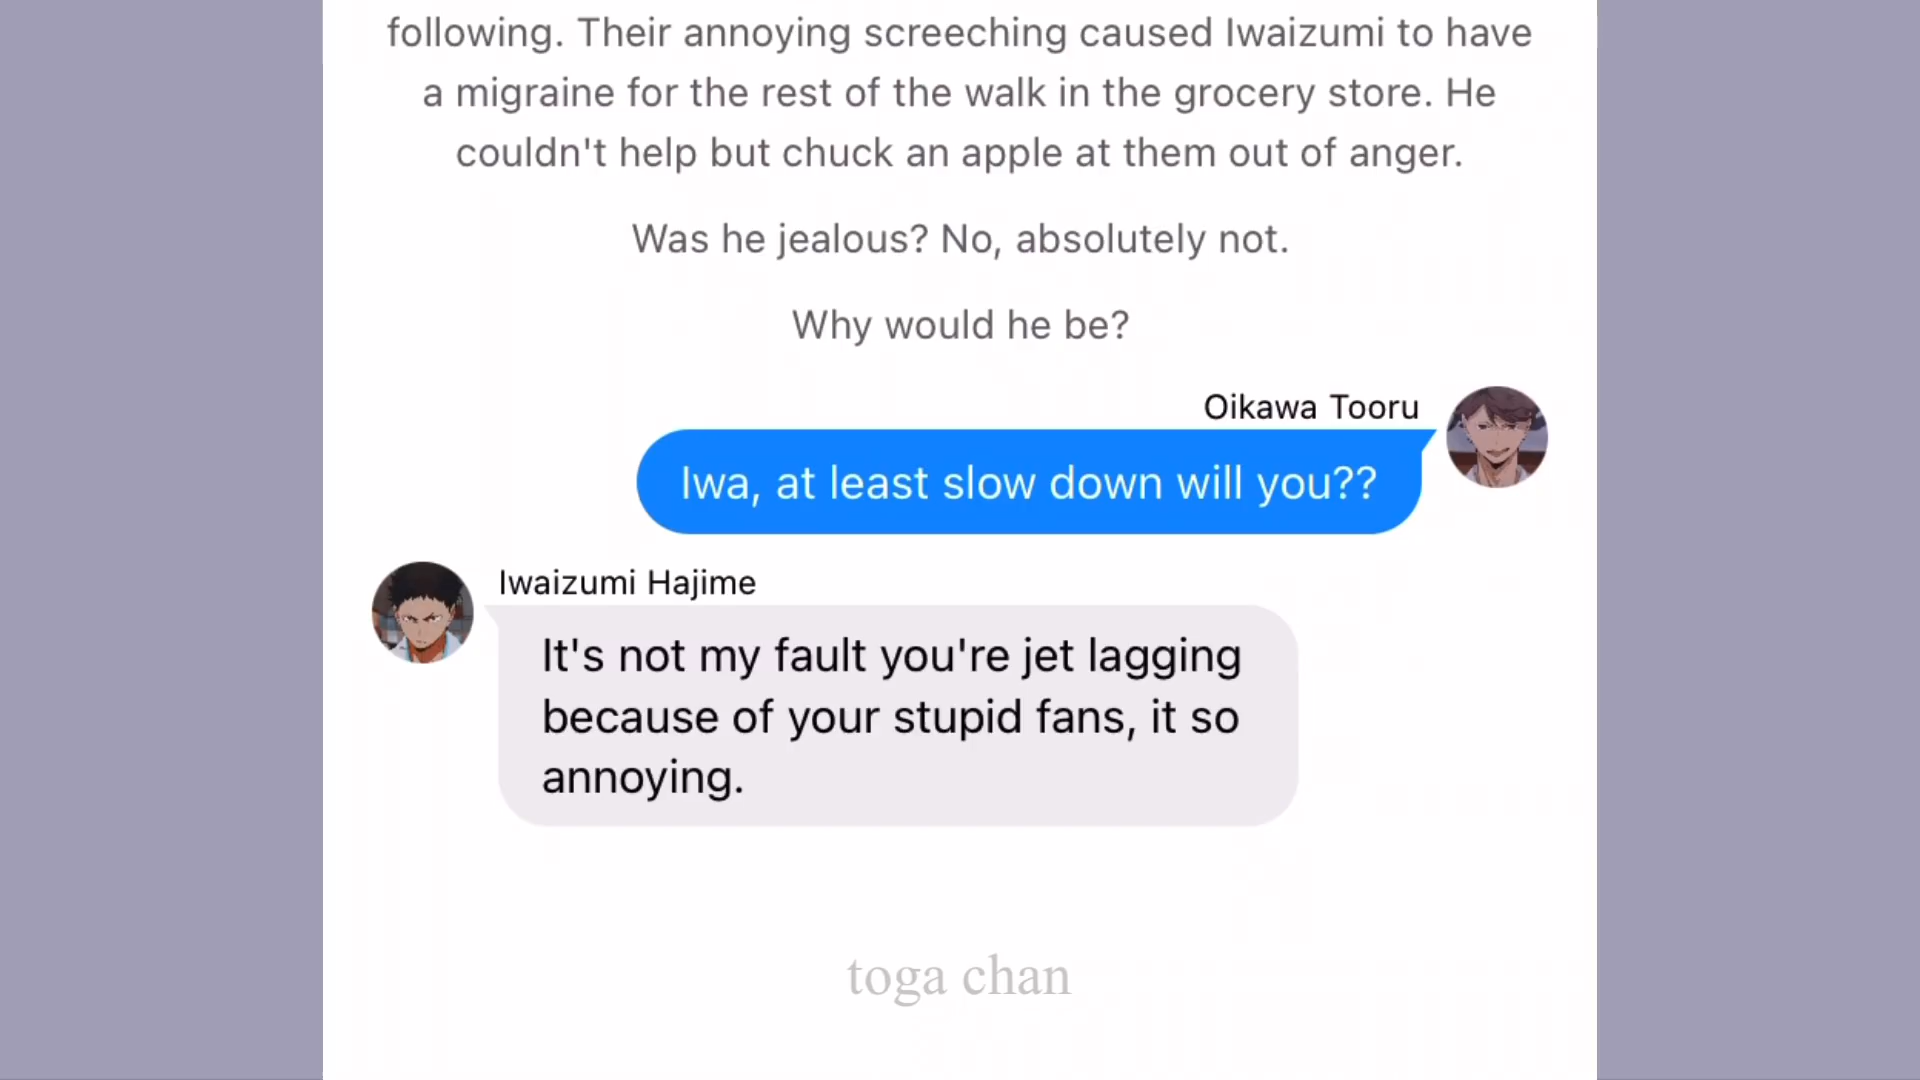 following. Their annoying screeching caused Iwaizumi to have
a migraine for the rest of the walk in the grocery store. He
couldn't help but chuck an apple at them out of anger.
Was he jealous? No, absolutely not.
Why would he be?
Oikawa Tooru
Iwa, at least slow down will you??
Iwaizumi Hajime
It's not my fault you're jet lagging
because of your stupid fans, it so
annoying.
toga chan